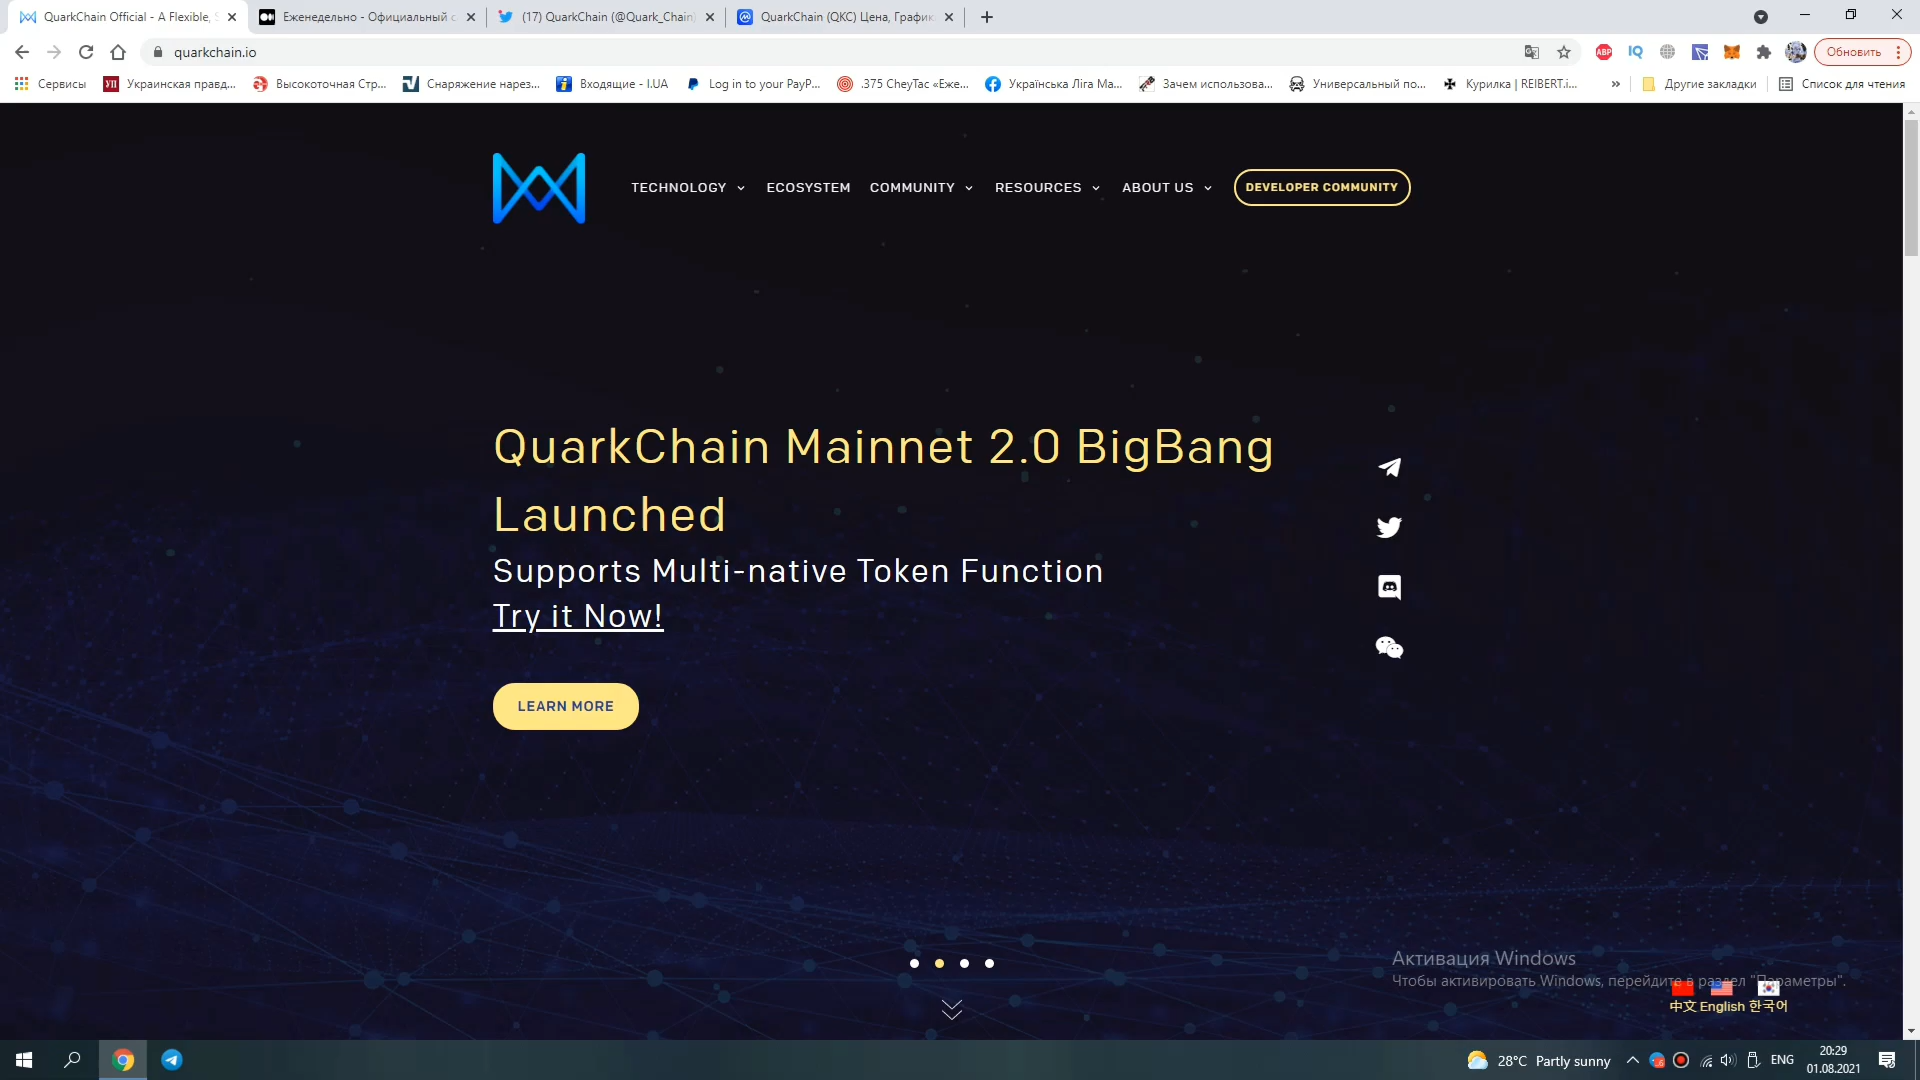 QuarkChain Official - A Flexible, S
Еженедельно - Официальный с
(17) QuarkChain (@Quark_Chain)
QuarkChain (QKC) Цена, График
quarkchain.io
ABP
IQ
Обновить
Сервисы
УП
Украинская правд...
Высокоточная Стр...
Снаряжение нарез...
Входящие - I.UA
Log in to your PayP...
.375 CheyTac «Еже...
Українська Ліга Ма...
Зачем использова...
Универсальный по...
Курилка | REIBERT.i...
»
Другие закладки
Список для чтения
TECHNOLOGY
ECOSYSTEM
COMMUNITY
RESOURCES
ABOUT US
DEVELOPER COMMUNITY
QuarkChain Mainnet 2.0 BigBang
Launched
Supports Multi-native Token Function
Try it Now!
LEARN MORE
Активация Windows
Чтобы активировать Windows, перейдите в раздел "Параметры".
中文 English 한국어
28°C Partly sunny
ENG
20:29
01.08.2021